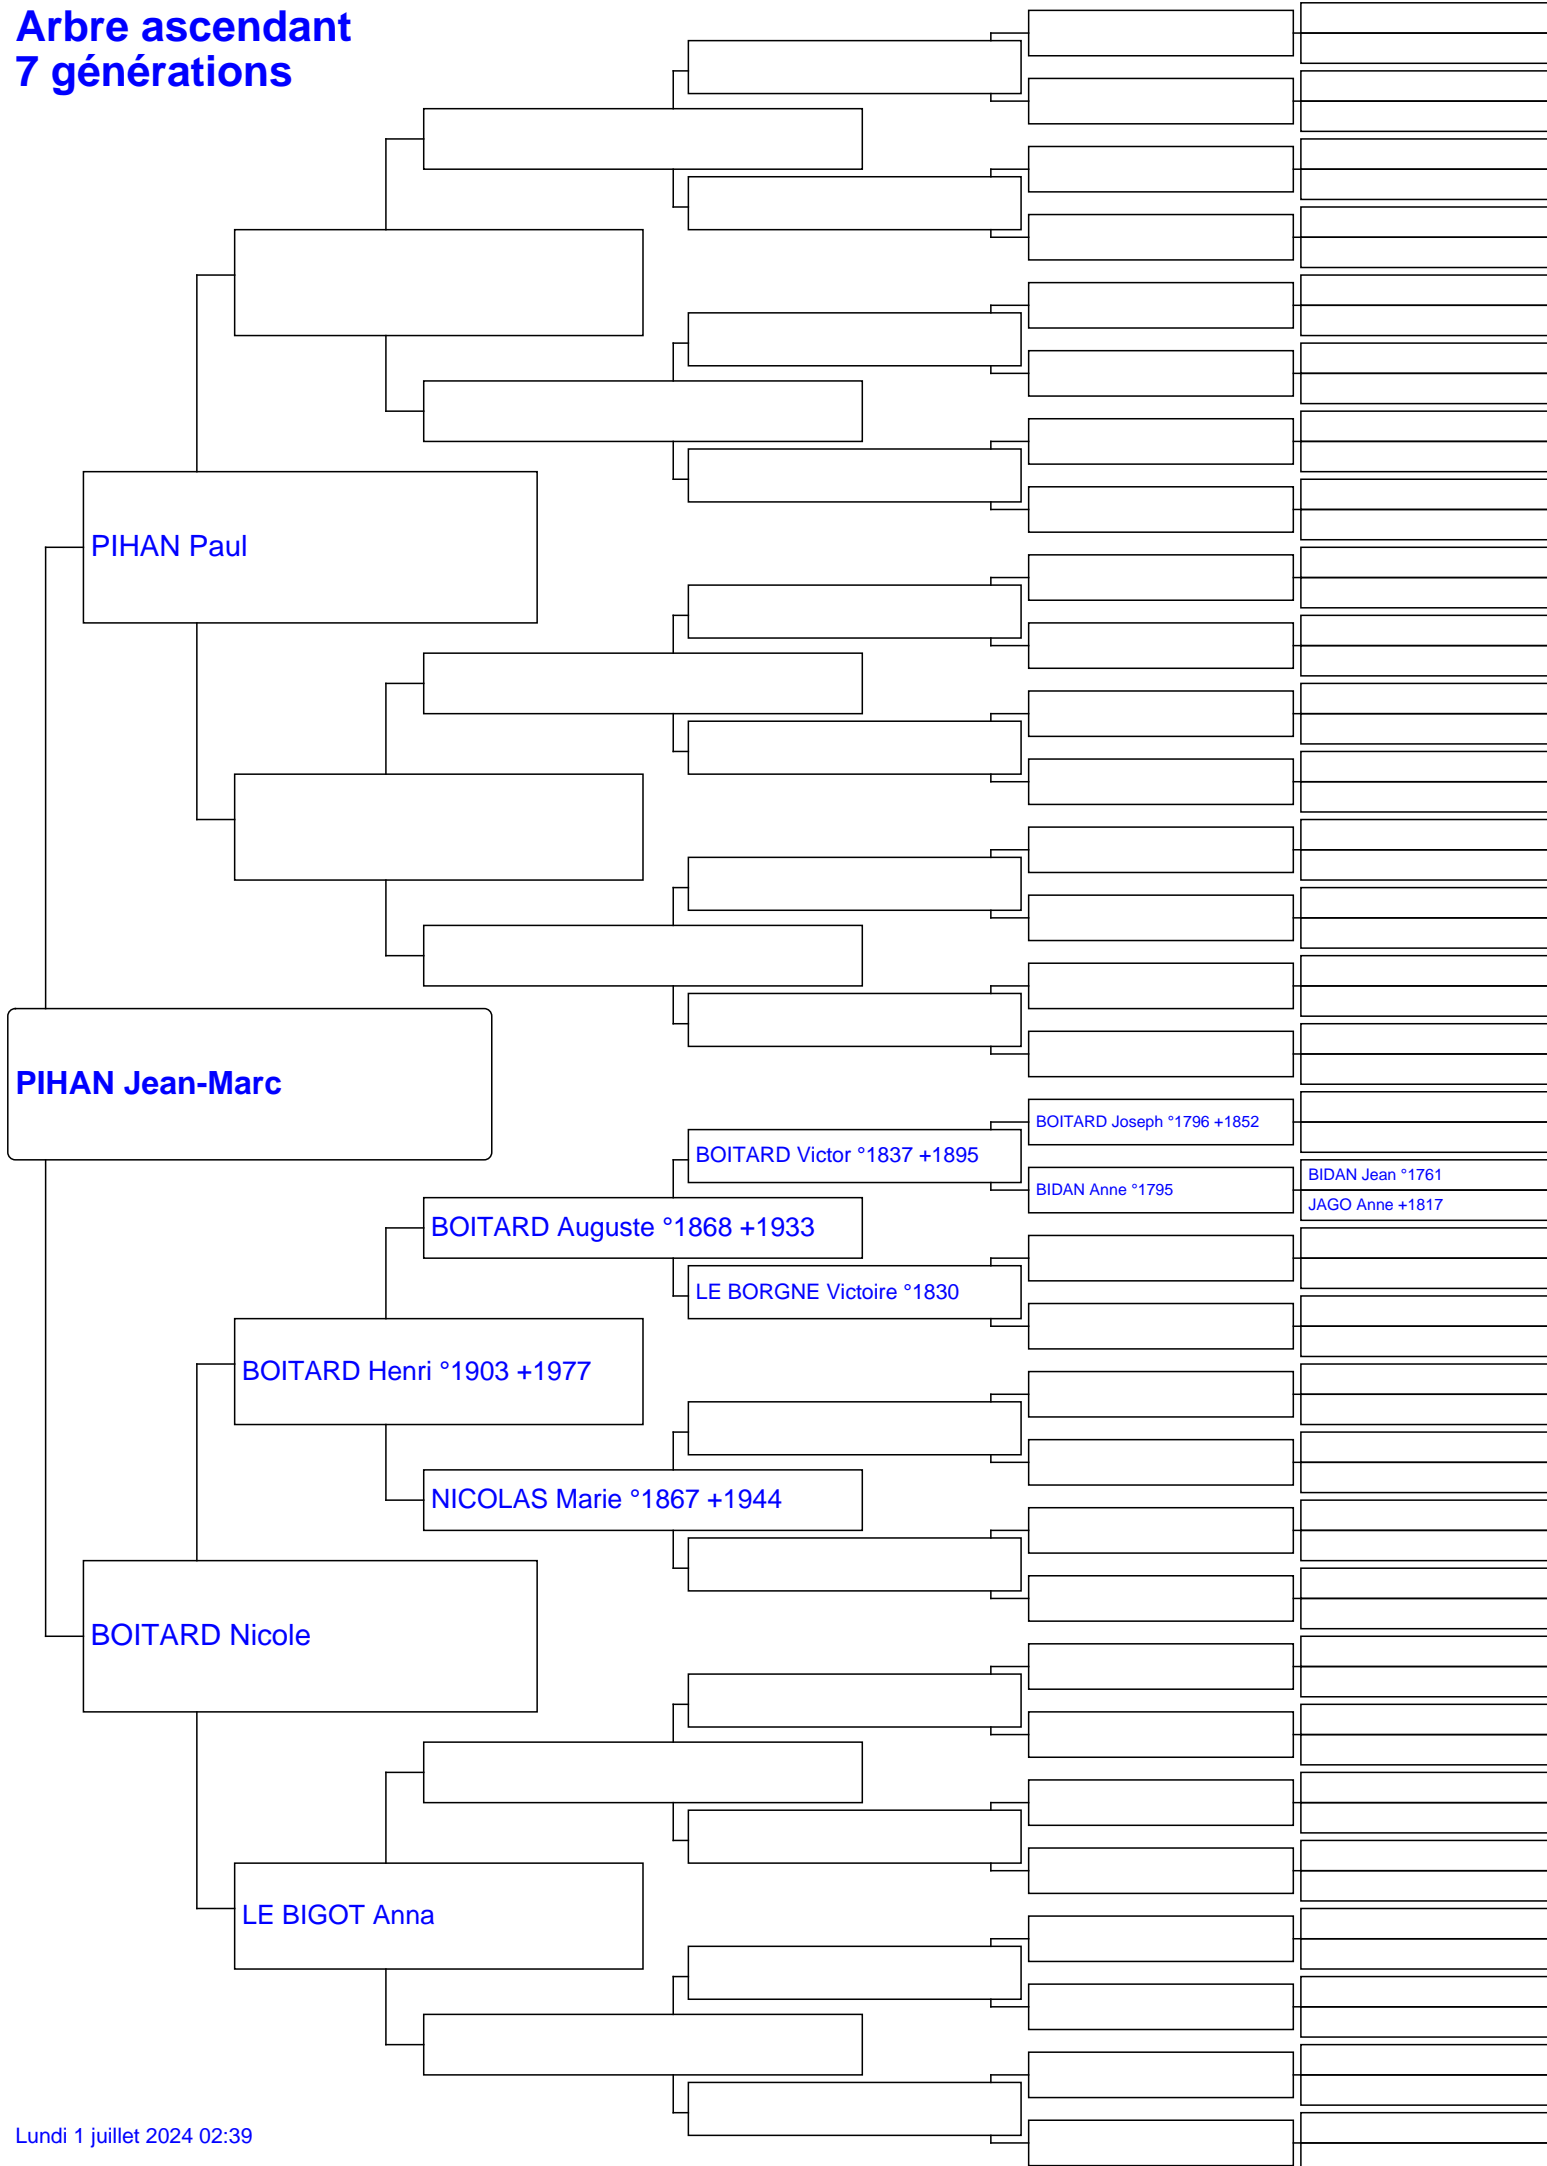 Arbre ascendant
7 générations
PIHAN Paul
PIHAN Jean-Marc
BOITARD Joseph °1796 +1852
BOITARD Victor °1837 +1895
BIDAN Jean °1761
BIDAN Anne °1795
JAGO Anne +1817
BOITARD Auguste °1868 +1933
LE BORGNE Victoire °1830
BOITARD Henri °1903 +1977
NICOLAS Marie °1867 +1944
BOITARD Nicole
LE BIGOT Anna
Lundi 1 juillet 2024 02:39